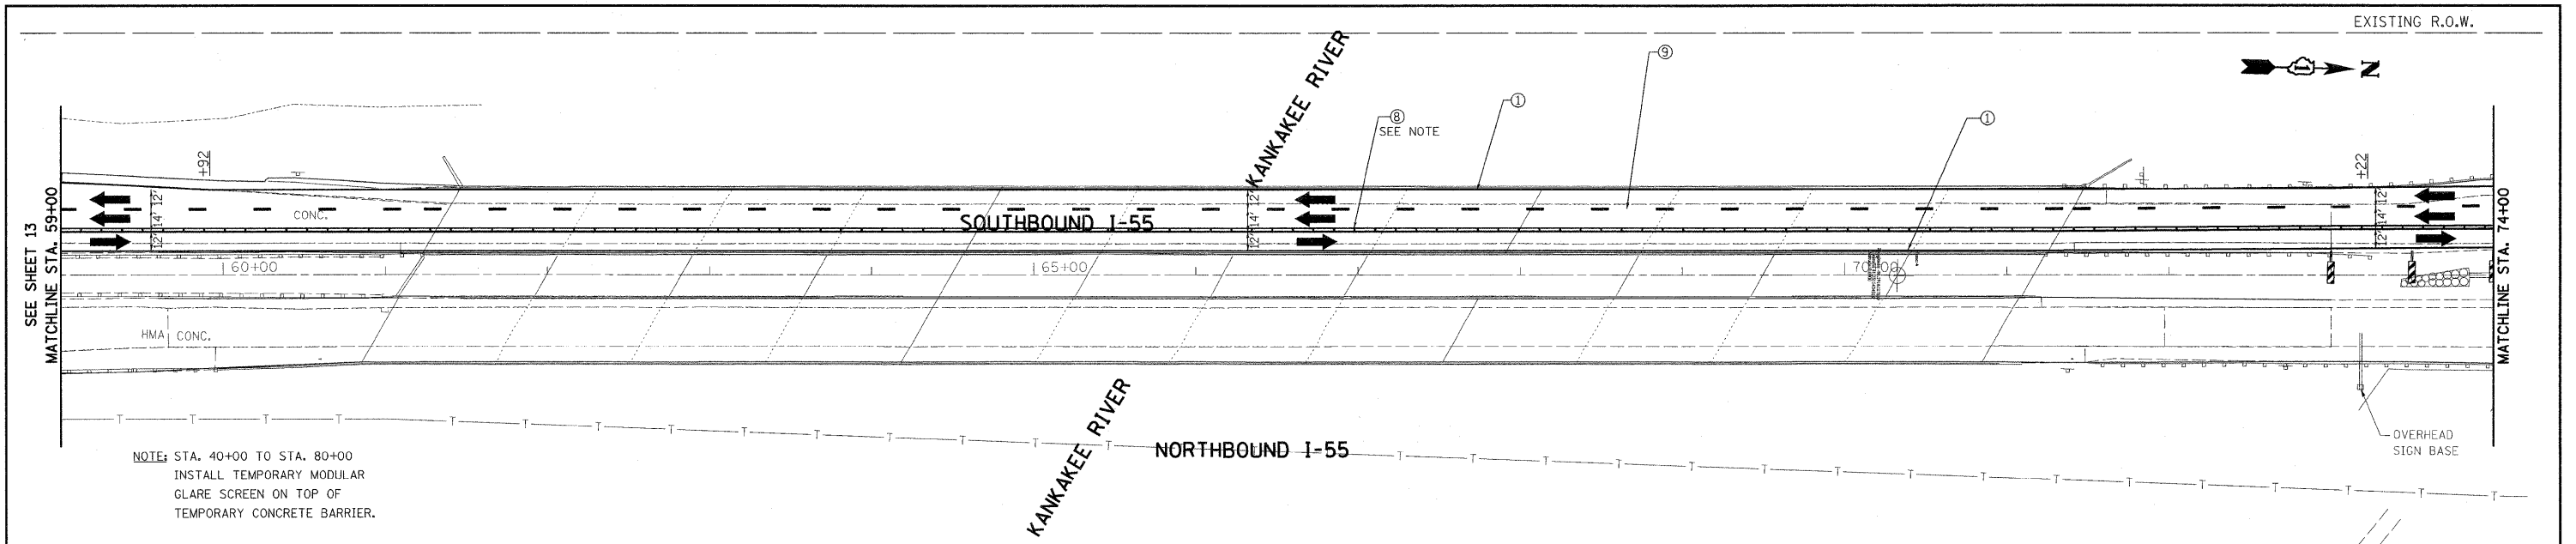 EXISTING R.O.W.
N
KANKAKEE RIVER
9
1
8
SEE NOTE
1
+92
+22
SEE SHEET 13
MATCHLINE STA. 59+00
12' 14' 12'
CONC.
SOUTHBOUND I-55
12' 14' 12'
12' 14' 12'
MATCHLINE STA. 74+00
60+00
65+00
70+00
HMA CONC.
KANKAKEE RIVER
NORTHBOUND I-55
OVERHEAD
SIGN BASE
NOTE: STA. 40+00 TO STA. 80+00
INSTALL TEMPORARY MODULAR
GLARE SCREEN ON TOP OF
TEMPORARY CONCRETE BARRIER.
T T T T T T T T T T T T T T T T T T T T T T T T T T T T T T T T T